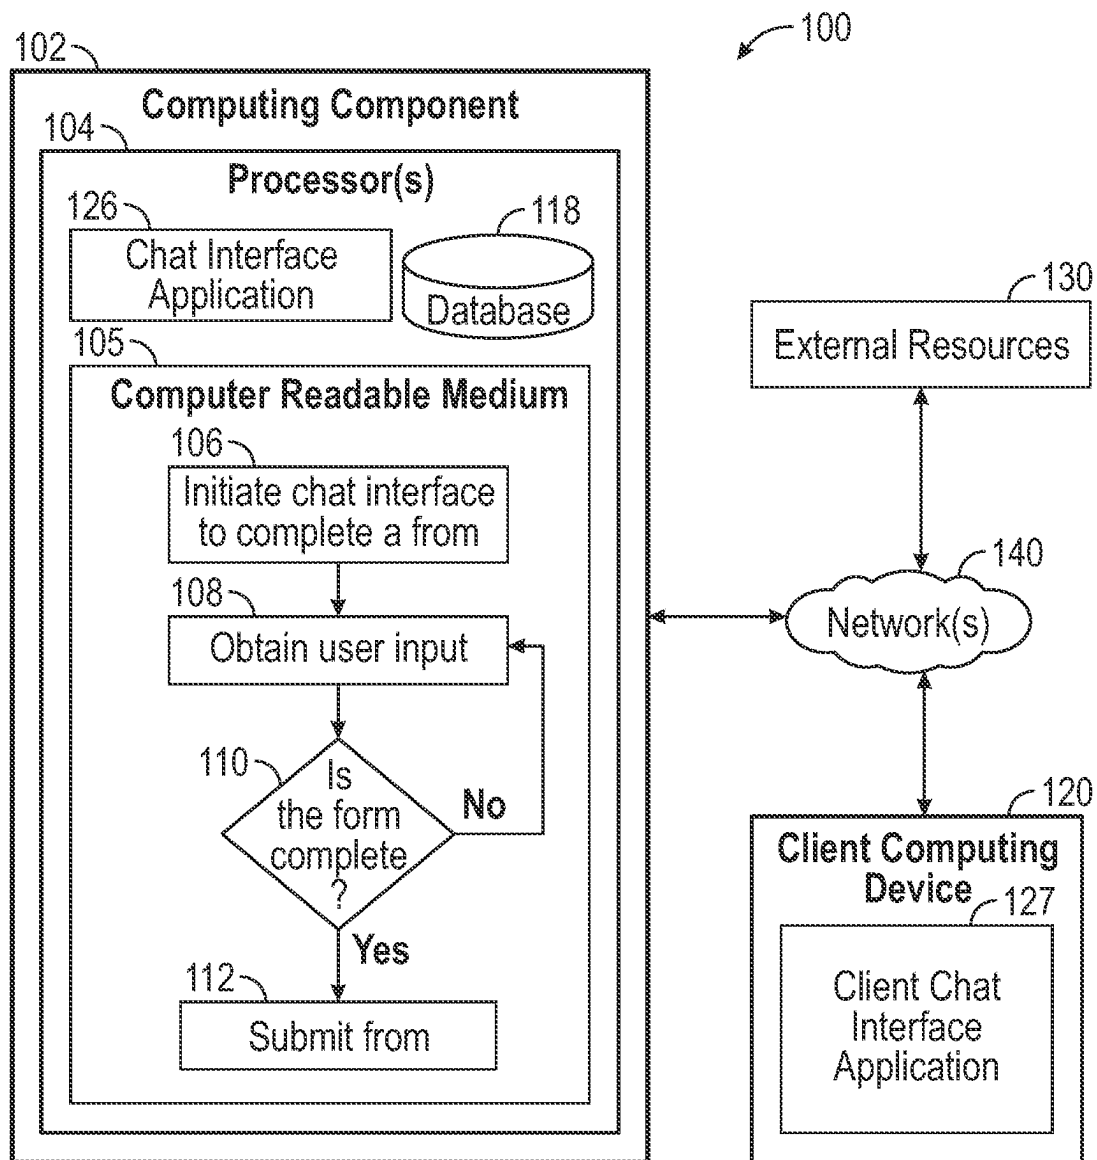 100
102
Computing Component
104
Processor(s)
126
Chat Interface
Application
118
Database
105
Computer Readable Medium
106
Initiate chat interface
to complete a from
108
Obtain user input
110
Is
the form
complete
?
No
Yes
112
Submit from
130
External Resources
140
Network(s)
120
Client Computing
Device
127
Client Chat
Interface
Application